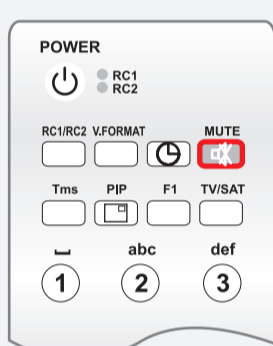 POWER
RC1
RC2
RC1/RC2 V.FORMAT MUTE
Tms PIP F1 TV/SAT
⎵ abc def
1 2 3